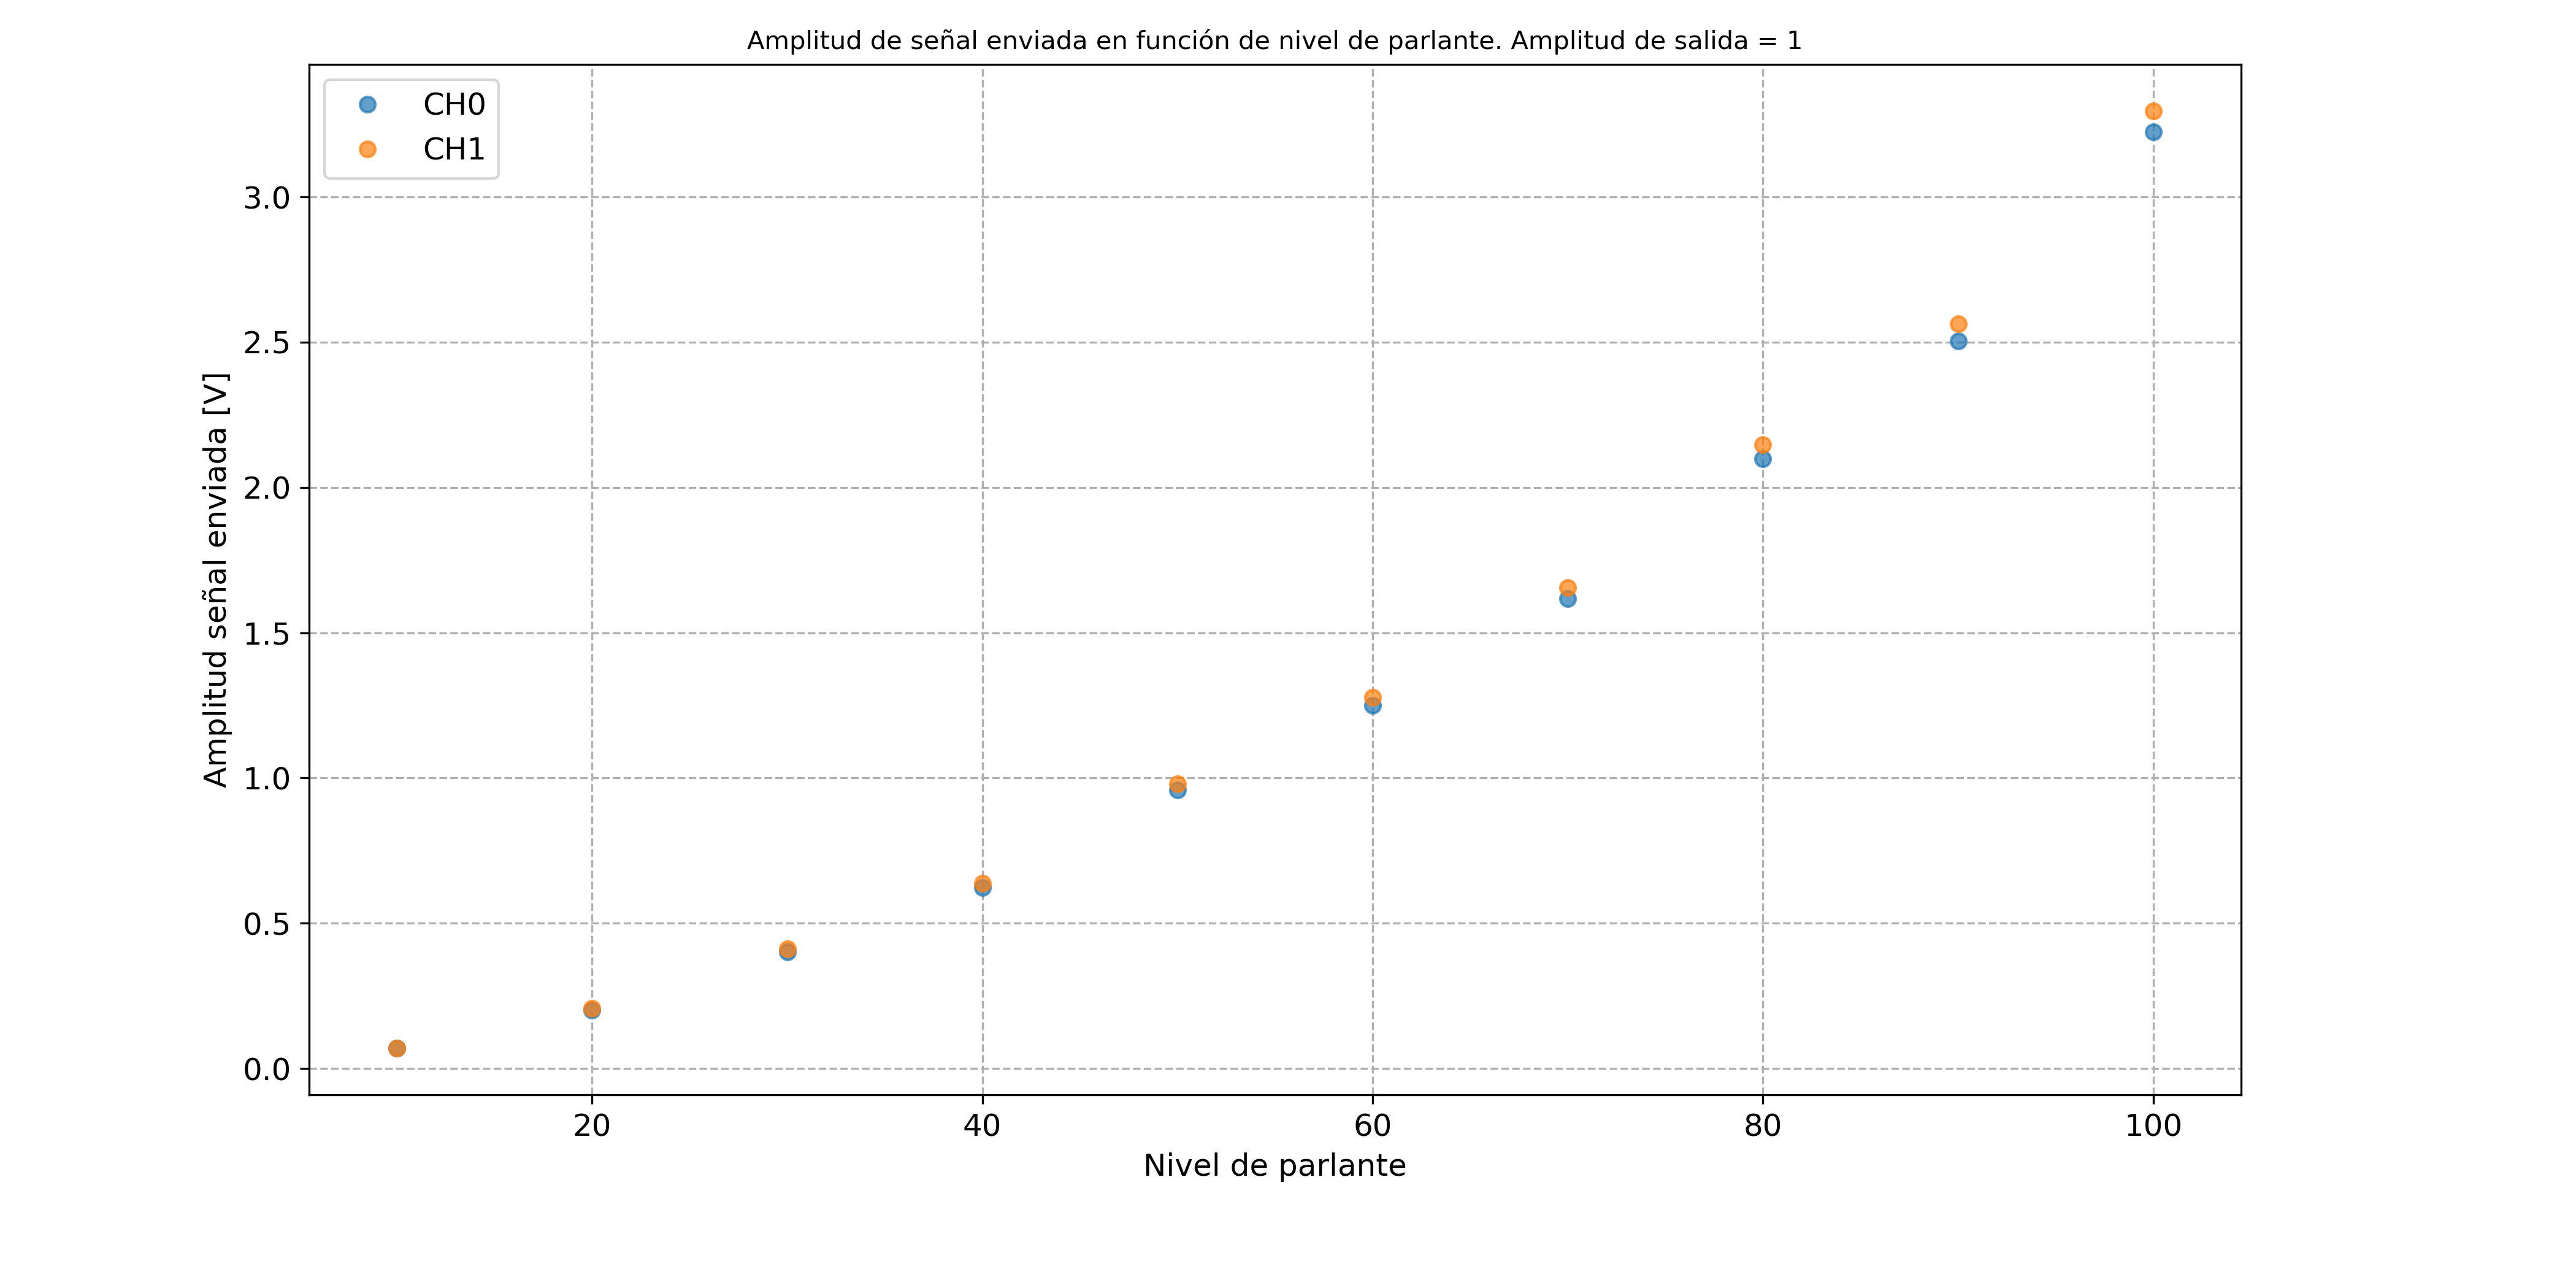 Amplitud de señal enviada en función de nivel de parlante. Amplitud de salida = 1
CH0
CH1
3.0
2.5
2.0
1.5
1.0
0.5
0.0
Amplitud señal enviada [V]
20 40 60 80 100
Nivel de parlante